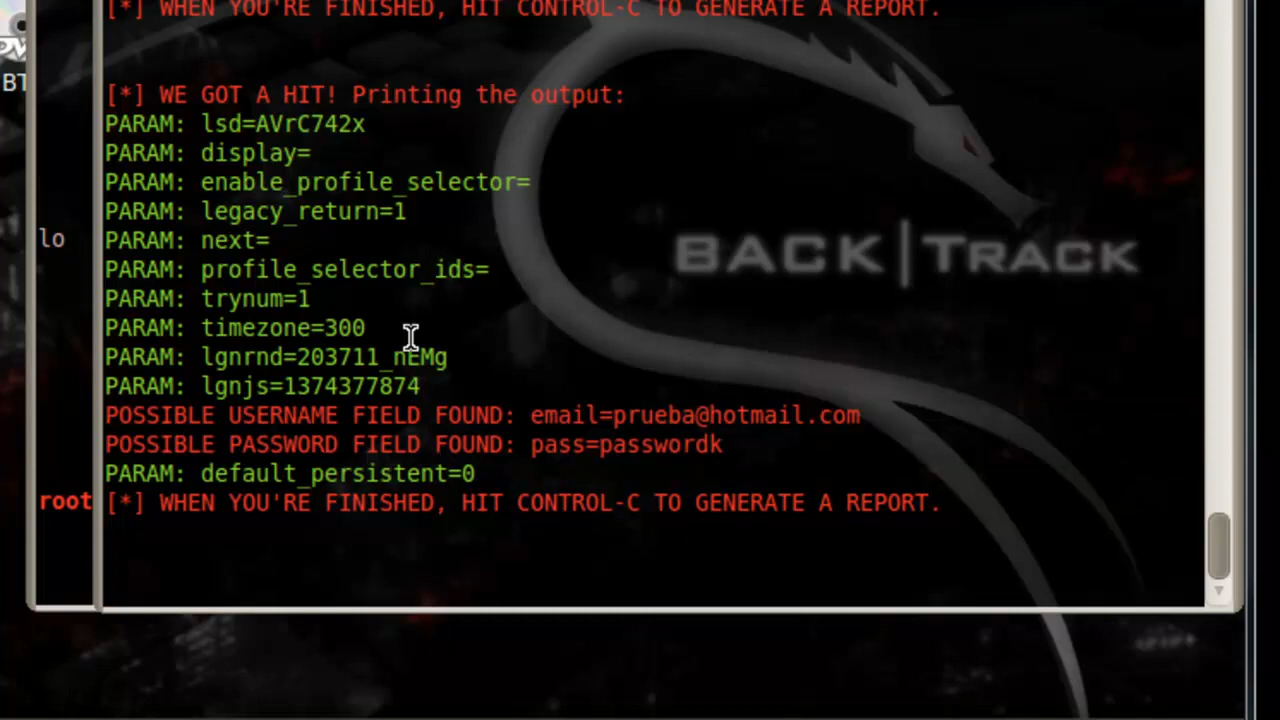 [*] WHEN YOU'RE FINISHED, HIT CONTROL-C TO GENERATE A REPORT.
BT
[*] WE GOT A HIT! Printing the output:
PARAM: lsd=AVrC742x
PARAM: display=
PARAM: enable_profile_selector=
PARAM: legacy_return=1
lo
PARAM: next=
BACK|TRACK
PARAM: profile_selector_ids=
PARAM: trynum=1
PARAM: timezone=300
PARAM: lgnrnd=203711_nEMg
PARAM: lgnjs=1374377874
POSSIBLE USERNAME FIELD FOUND: email=prueba@hotmail.com
POSSIBLE PASSWORD FIELD FOUND: pass=passwordk
PARAM: default_persistent=0
root
[*] WHEN YOU'RE FINISHED, HIT CONTROL-C TO GENERATE A REPORT.